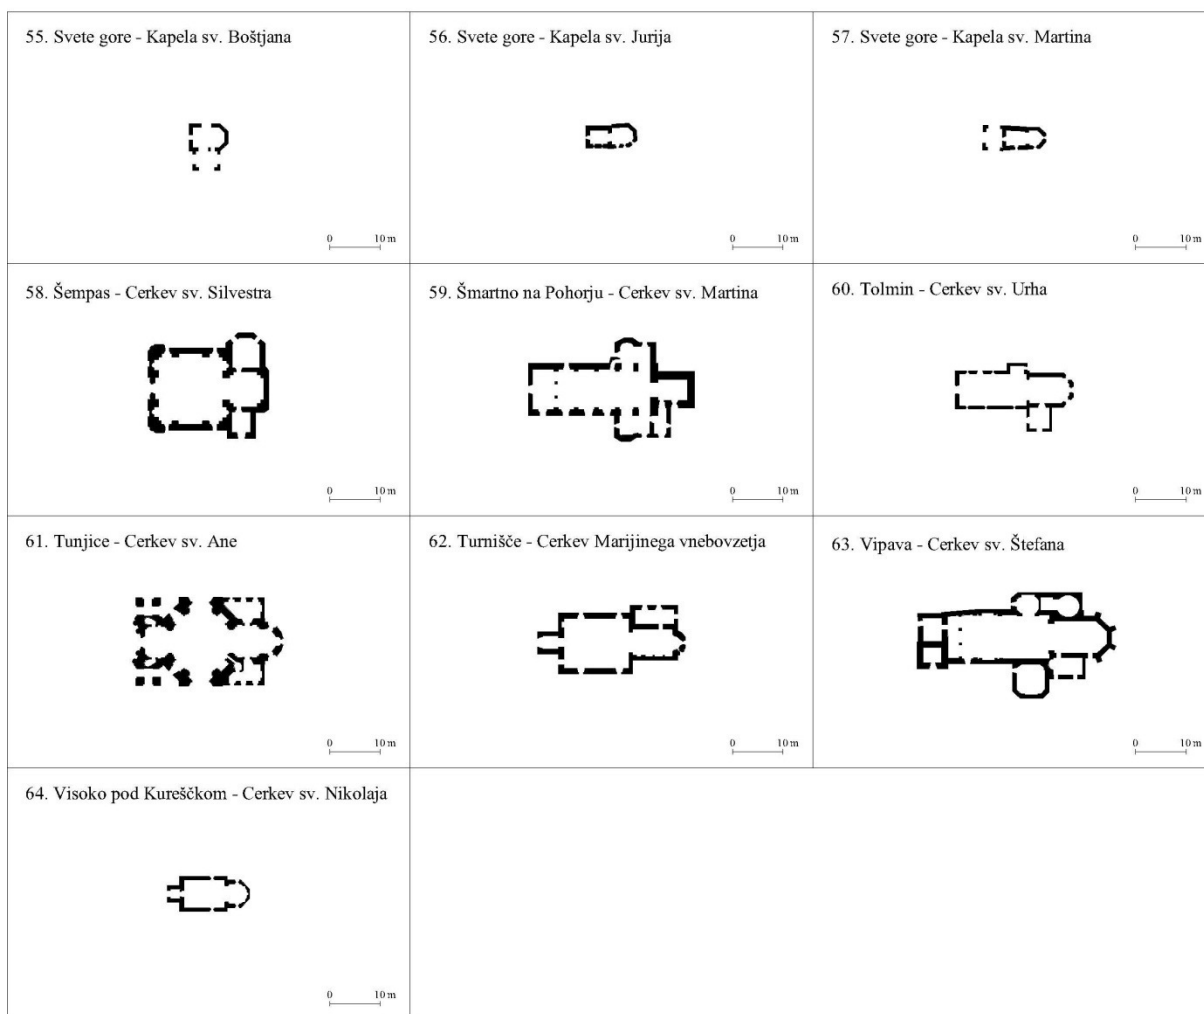 55. Svete gore - Kapela sv. Boštjana
56. Svete gore - Kapela sv. Jurija
57. Svete gore - Kapela sv. Martina
0 10 m
0 10 m
0 10 m
58. Šempas - Cerkev sv. Silvestra
59. Šmartno na Pohorju - Cerkev sv. Martina
60. Tolmin - Cerkev sv. Urha
0 10 m
0 10 m
0 10 m
61. Tunjice - Cerkev sv. Ane
62. Turnišče - Cerkev Marijinega vnebovzetja
63. Vipava - Cerkev sv. Štefana
0 10 m
0 10 m
0 10 m
64. Visoko pod Kureščkom - Cerkev sv. Nikolaja
0 10 m